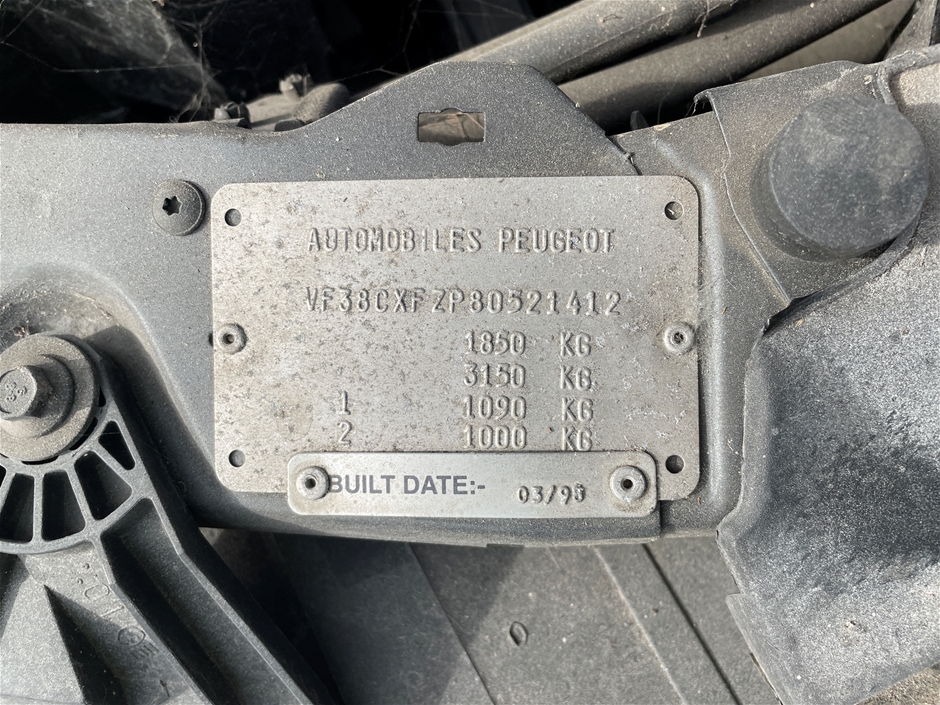 AUTOMOBILES PEUGEOT
VF38CXFZP80521412
1850 KG
3150 KG
1 1090 KG
2 1000 KG
BUILT DATE:-